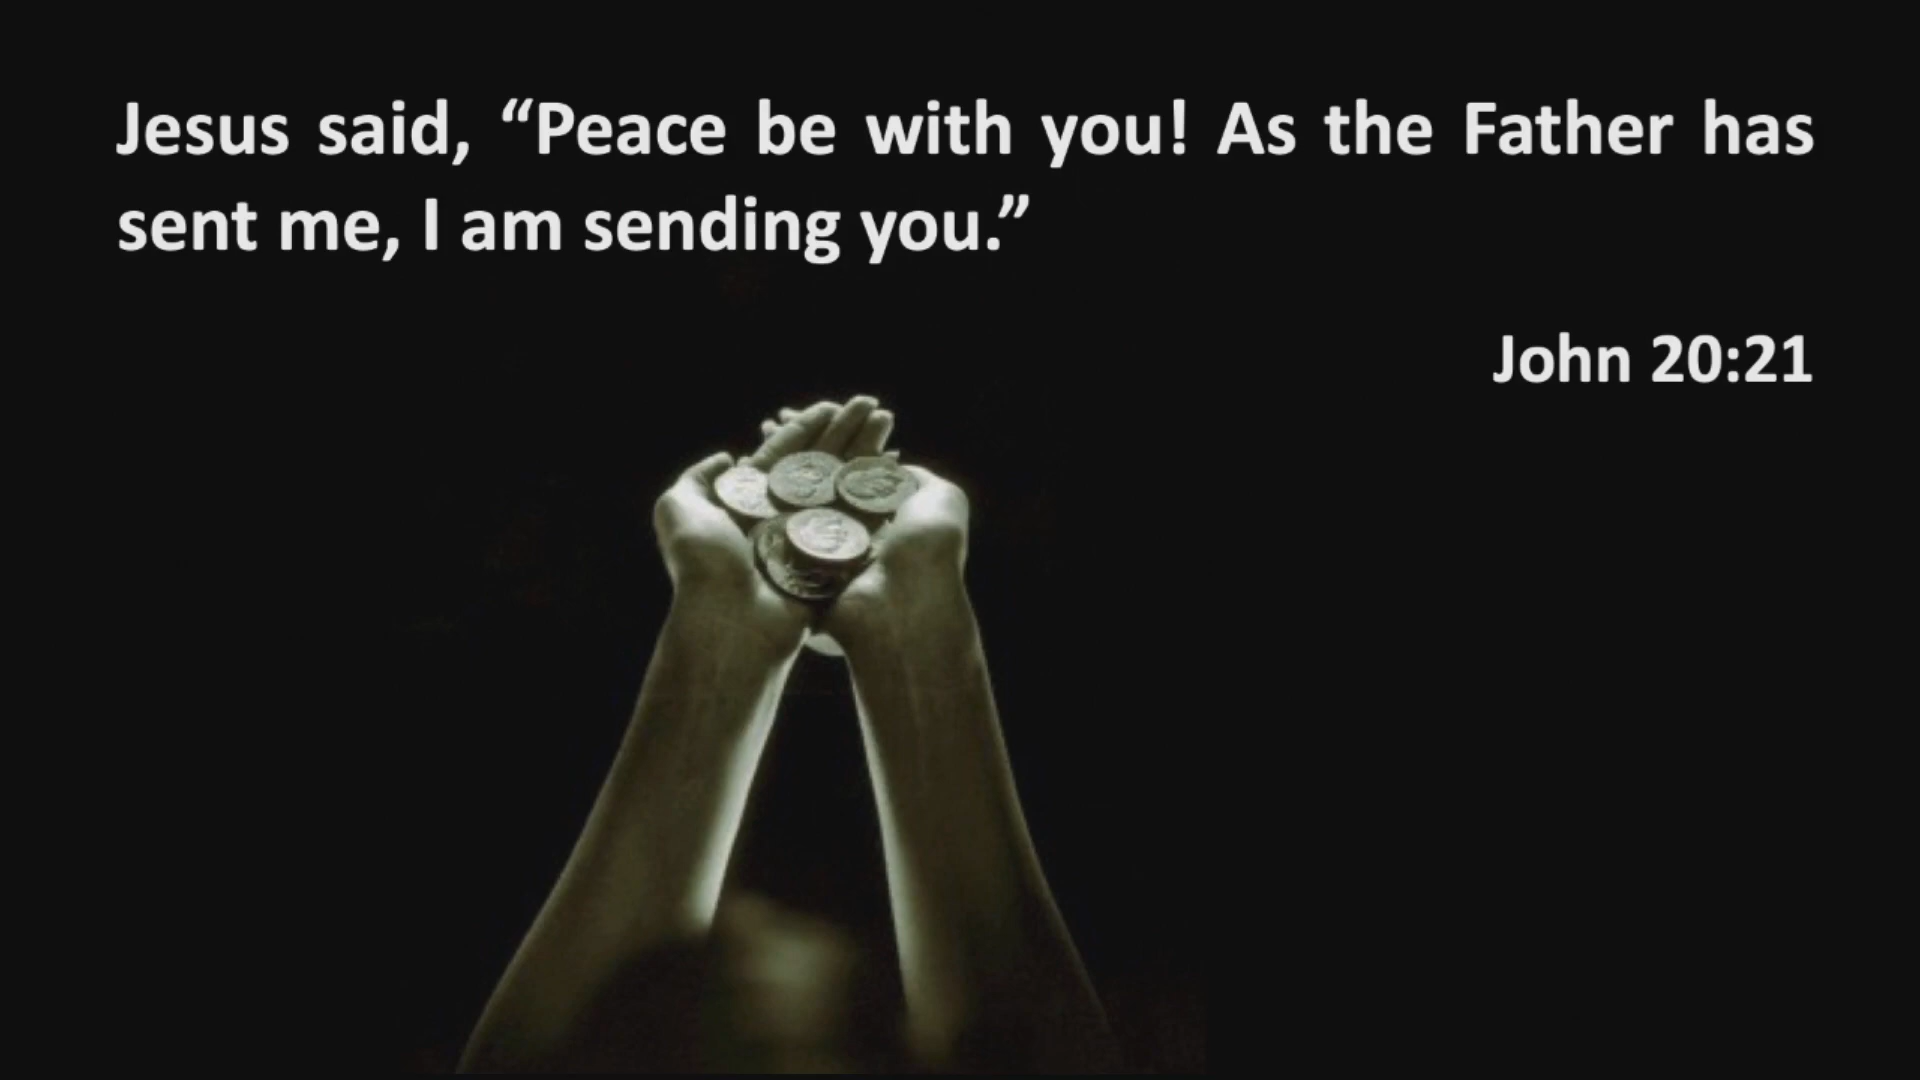 Jesus said, “Peace be with you! As the Father has
sent me, I am sending you.”
John 20:21